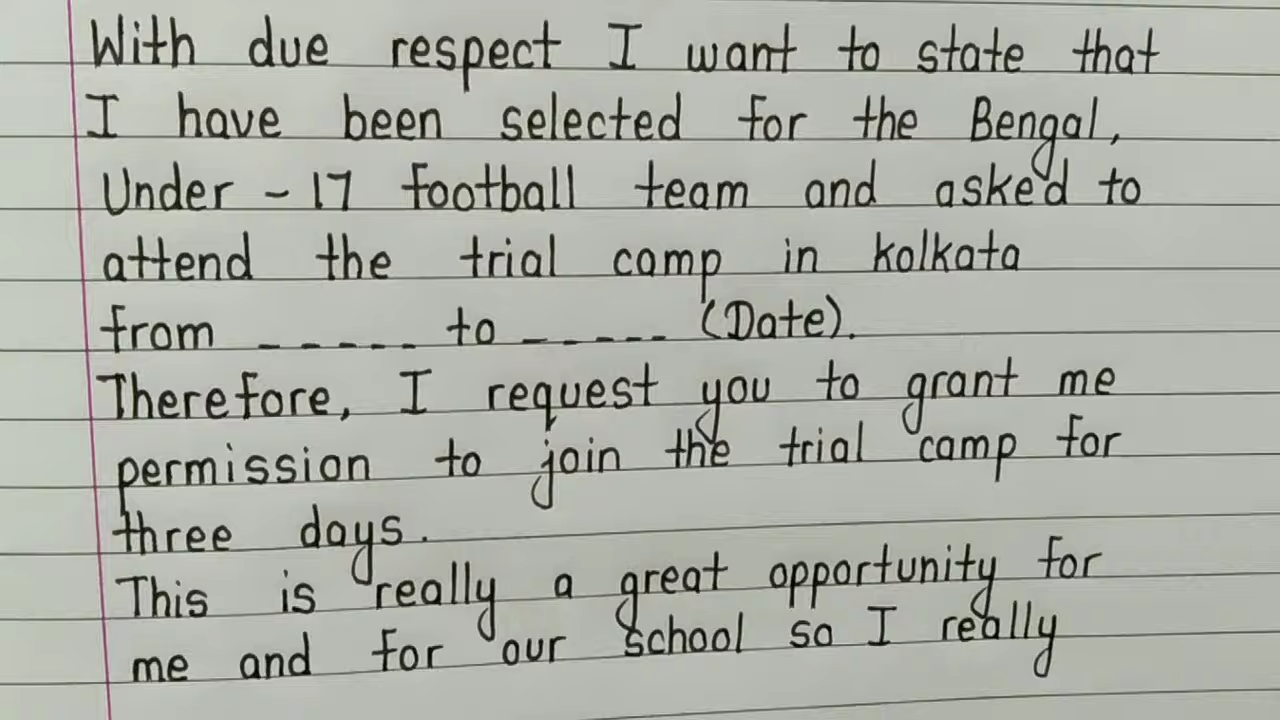 With due respect I want to state that
I have been selected for the Bengal,
Under - 17 football team and asked to
attend the trial camp in kolkata
from _ _ _ _ _ to _ _ _ _ _ (Date).
Therefore, I request you to grant me
permission to join the trial camp for
three days.
This is really a great opportunity for
me and for our school so I really